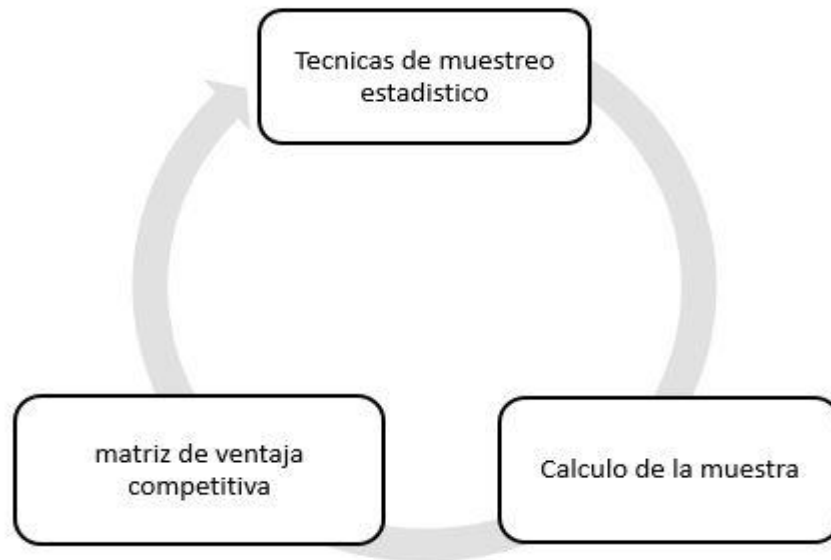 Tecnicas de muestreo
estadistico
matriz de ventaja
competitiva
Calculo de la muestra